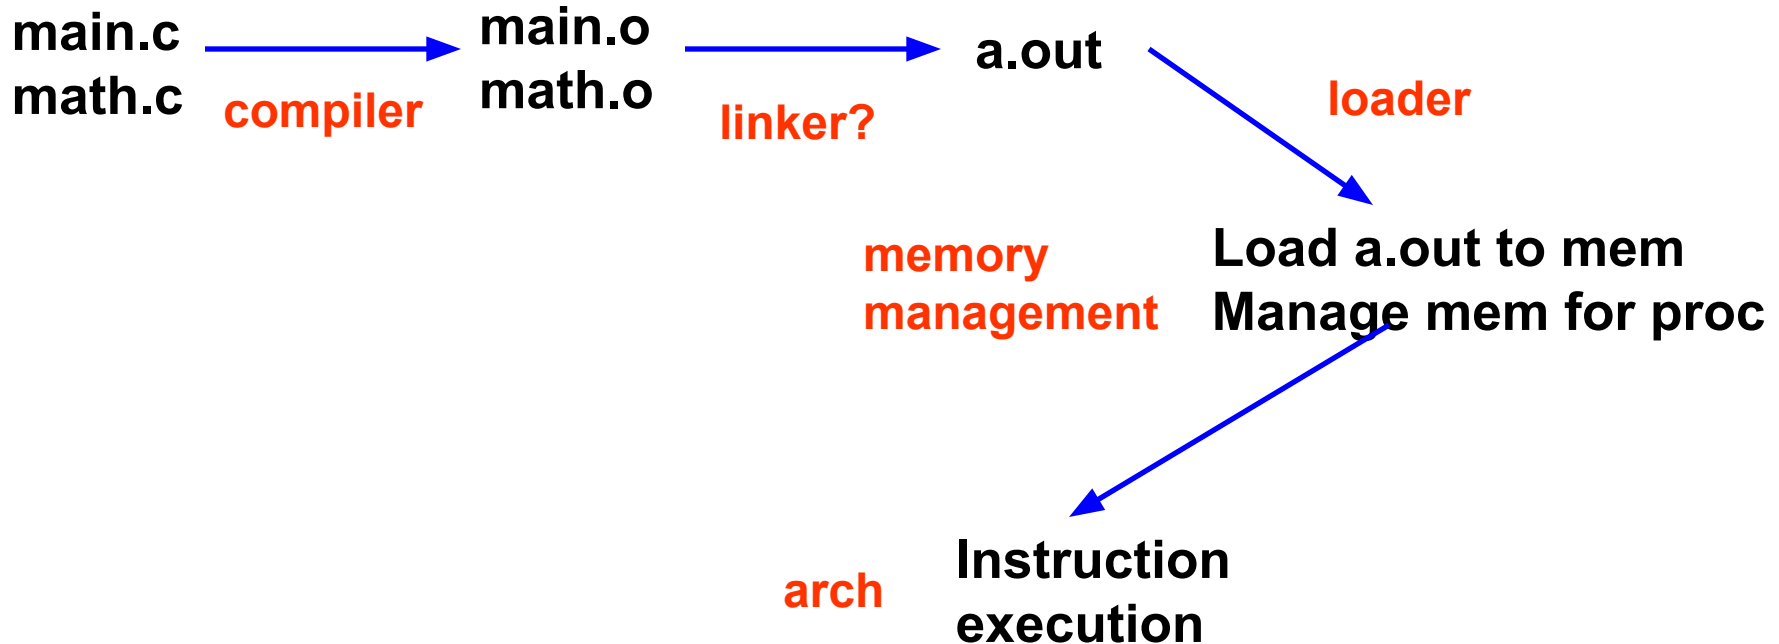 main.c
math.c
compiler
main.o
math.o
linker?
a.out
loader
memory
management
Load a.out to mem
Manage mem for proc
arch
Instruction
execution